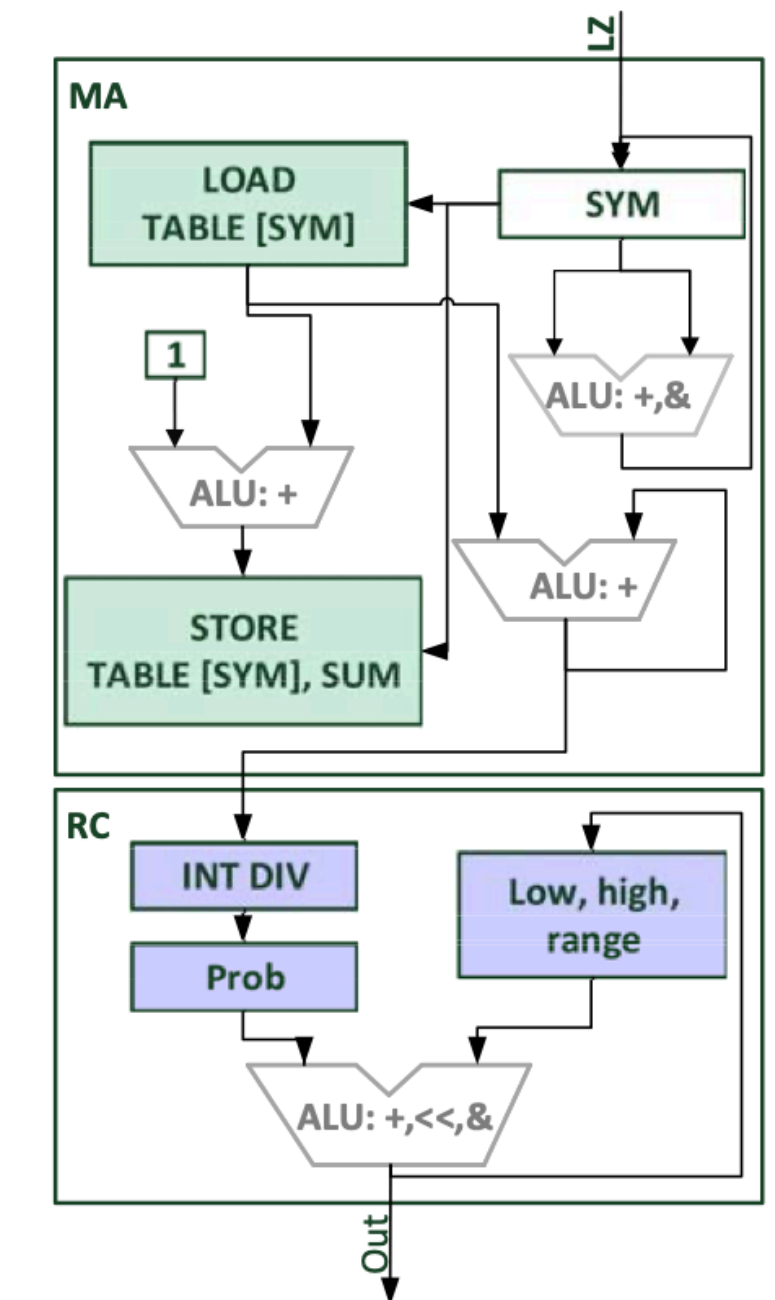 LZ
MA
LOAD
TABLE [SYM]
SYM
1
ALU: +,&
ALU: +
ALU: +
STORE
TABLE [SYM], SUM
RC
INT DIV
Low, high,
range
Prob
ALU: +,<<,&
Out